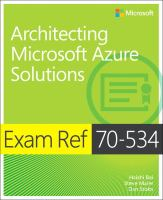 Microsoft
Architecting
Microsoft Azure
Solutions
Exam Ref 70-534
Haishi Bai
Steve Maier
Dan Stolts